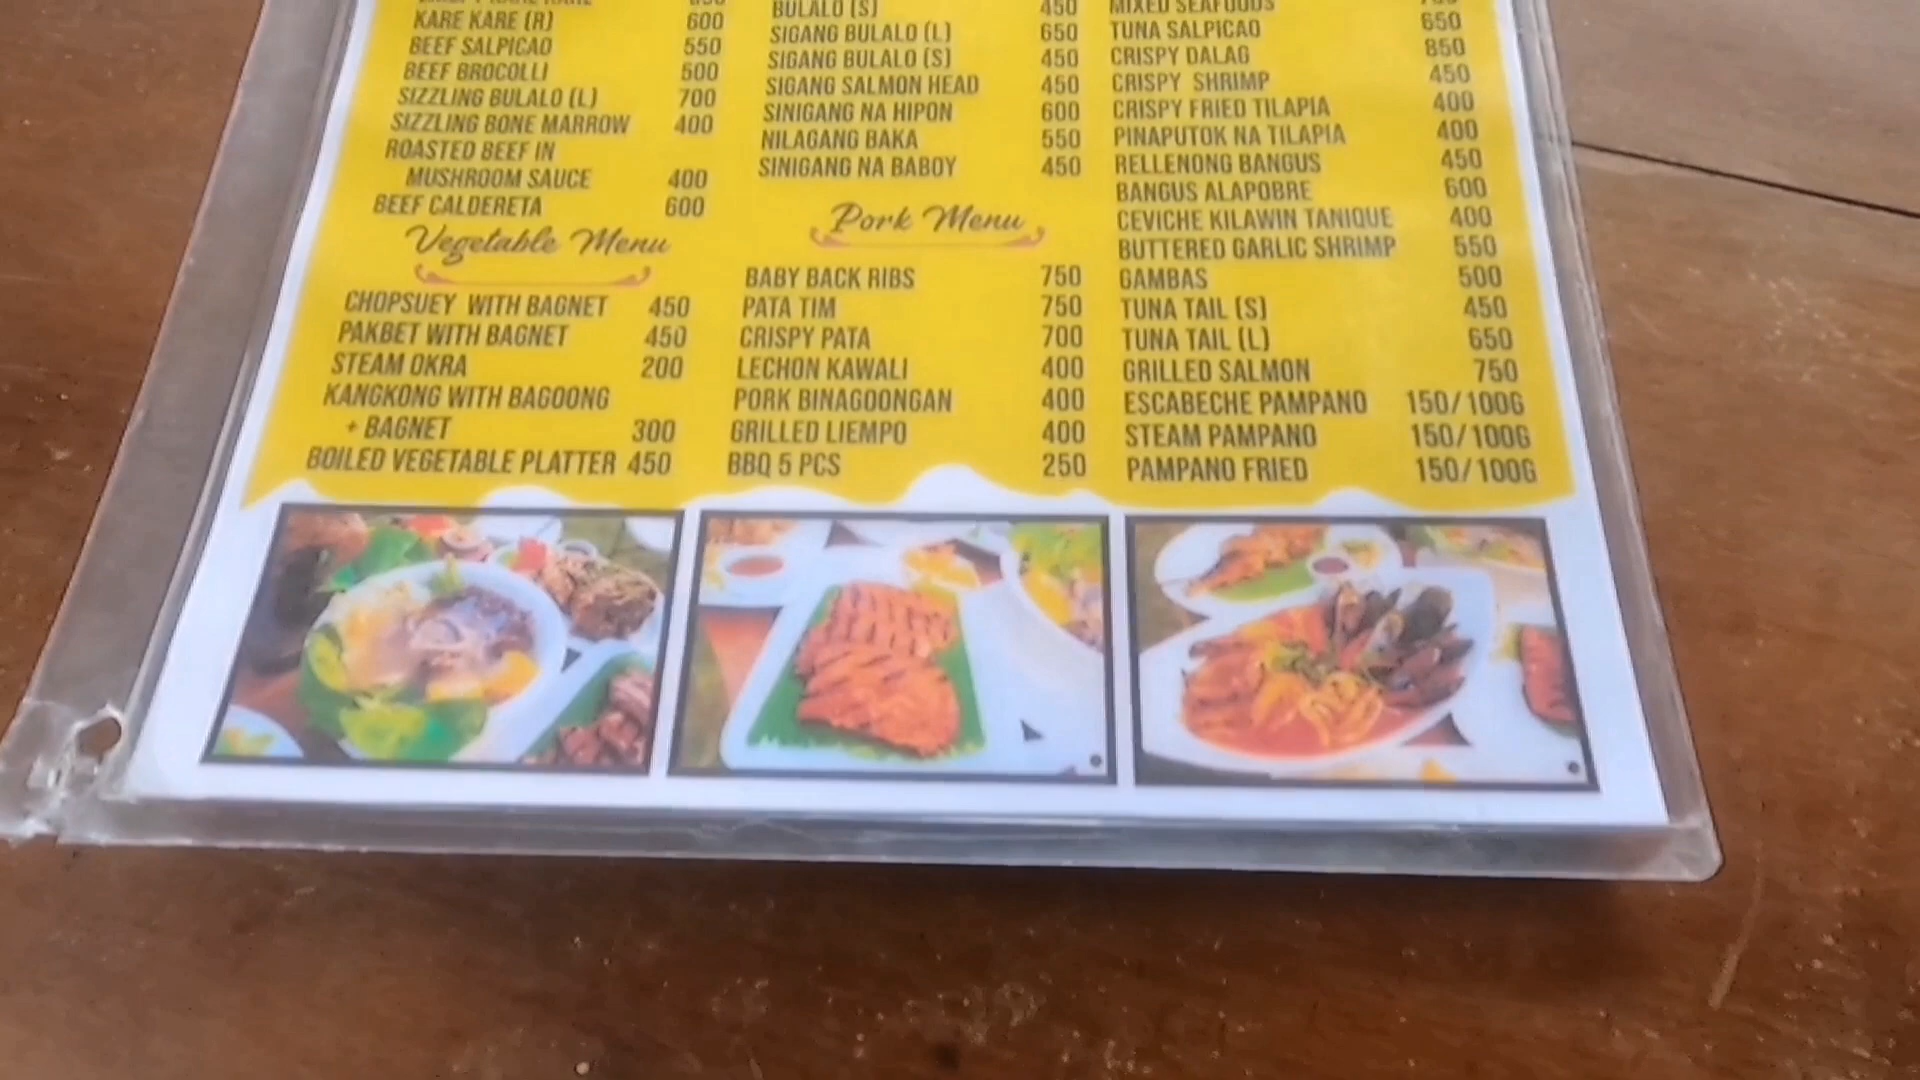 KARE KARE (R) 600
BEEF SALPICAO 550
BEEF BROCOLLI 500
SIZZLING BULALO (L) 700
SIZZLING BONE MARROW 400
ROASTED BEEF IN
MUSHROOM SAUCE 400
BEEF CALDERETA 600
Vegetable Menu
CHOPSUEY WITH BAGNET 450
PAKBET WITH BAGNET 450
STEAM OKRA 200
KANGKONG WITH BAGOONG
+ BAGNET 300
BOILED VEGETABLE PLATTER 450
BULALO (S) 450
SIGANG BULALO (L) 650
SIGANG BULALO (S) 450
SIGANG SALMON HEAD 450
SINIGANG NA HIPON 600
NILAGANG BAKA 550
SINIGANG NA BABOY 450
Pork Menu
BABY BACK RIBS 750
PATA TIM 750
CRISPY PATA 700
LECHON KAWALI 400
PORK BINAGOONGAN 400
GRILLED LIEMPO 400
BBQ 5 PCS 250
MIXED SEAFOODS
TUNA SALPICAO 650
CRISPY DALAG 850
CRISPY SHRIMP 450
CRISPY FRIED TILAPIA 400
PINAPUTOK NA TILAPIA 400
RELLENONG BANGUS 450
BANGUS ALAPOBRE 600
CEVICHE KILAWIN TANIQUE 400
BUTTERED GARLIC SHRIMP 550
GAMBAS 500
TUNA TAIL (S) 450
TUNA TAIL (L) 650
GRILLED SALMON 750
ESCABECHE PAMPANO 150/100G
STEAM PAMPANO 150/100G
PAMPANO FRIED 150/100G